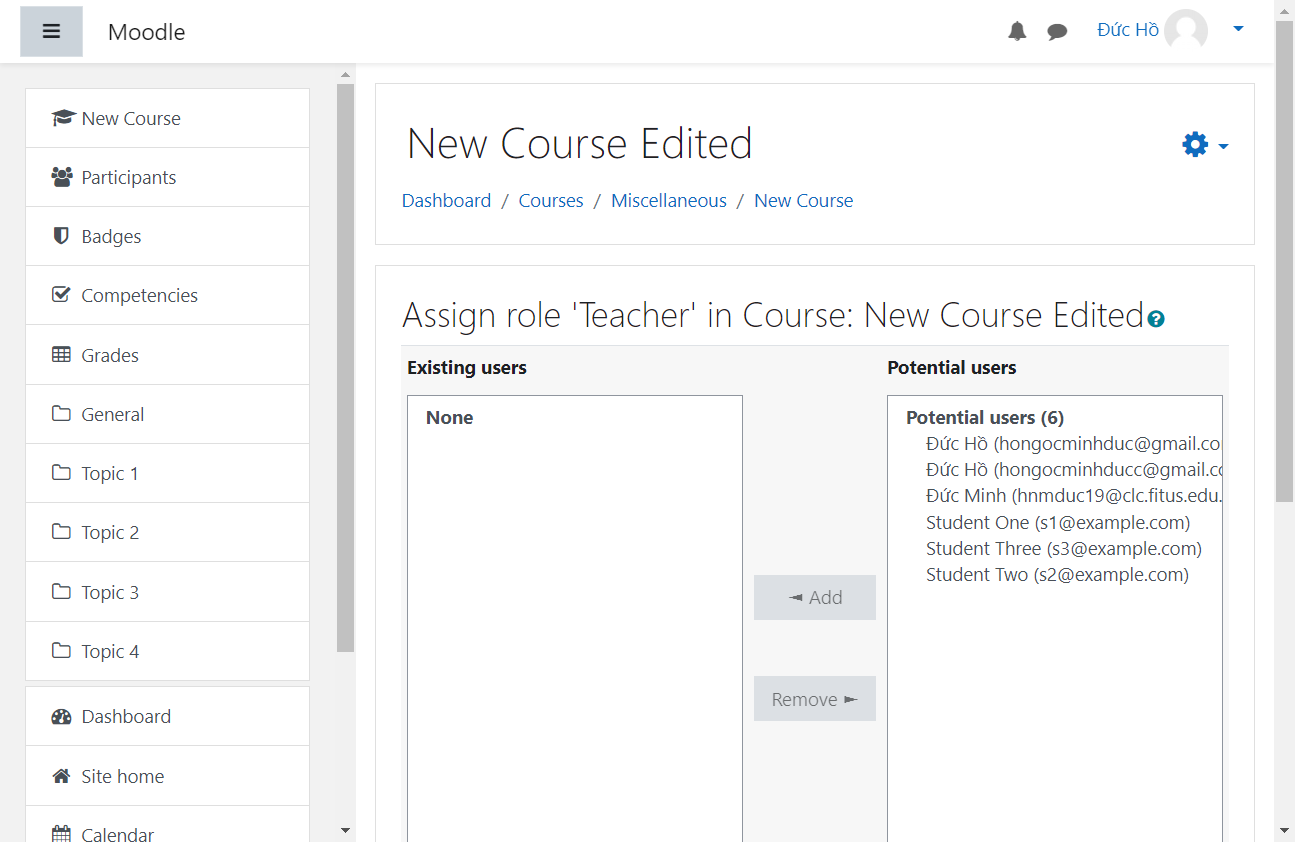 Moodle
Đức Hồ
New Course
Participants
Badges
Competencies
Grades
General
Topic 1
Topic 2
Topic 3
Topic 4
Dashboard
Site home
Calendar
New Course Edited
Dashboard / Courses / Miscellaneous / New Course
Assign role 'Teacher' in Course: New Course Edited
Existing users
None
◄ Add
Remove ►
Potential users
Potential users (6)
Đức Hồ (hongocminhduc@gmail.co
Đức Hồ (hongocminhducc@gmail.co
Đức Minh (hnmduc19@clc.fitus.edu.
Student One (s1@example.com)
Student Three (s3@example.com)
Student Two (s2@example.com)